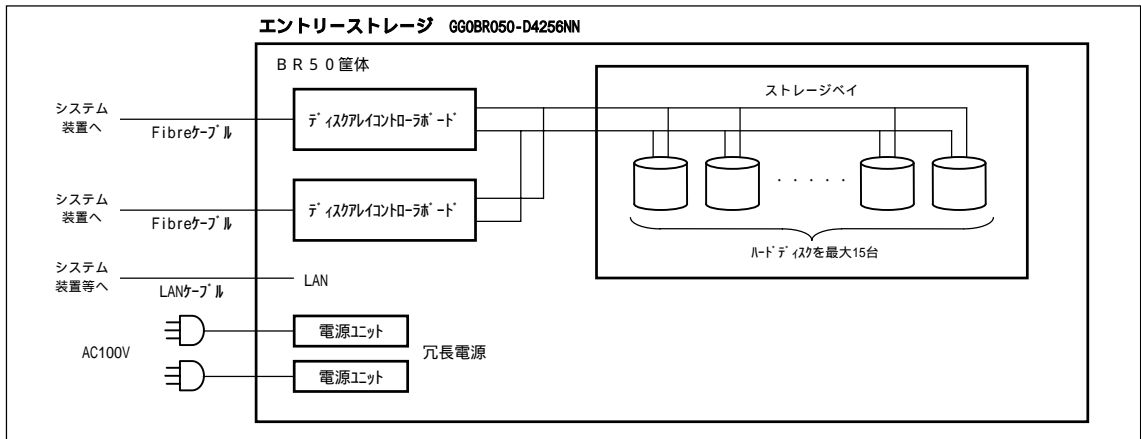 エントリーストレージ GG0BR050-D4256NN
BR50筐体
ストレージベイ
システム
装置へ
Fibreケーブル
ディスクアレイコントローラボード
システム
装置へ
Fibreケーブル
ディスクアレイコントローラボード
・・・・・
ハードディスクを最大15台
システム
装置等へ
LANケーブル
LAN
AC100V
電源ユニット
電源ユニット
冗長電源